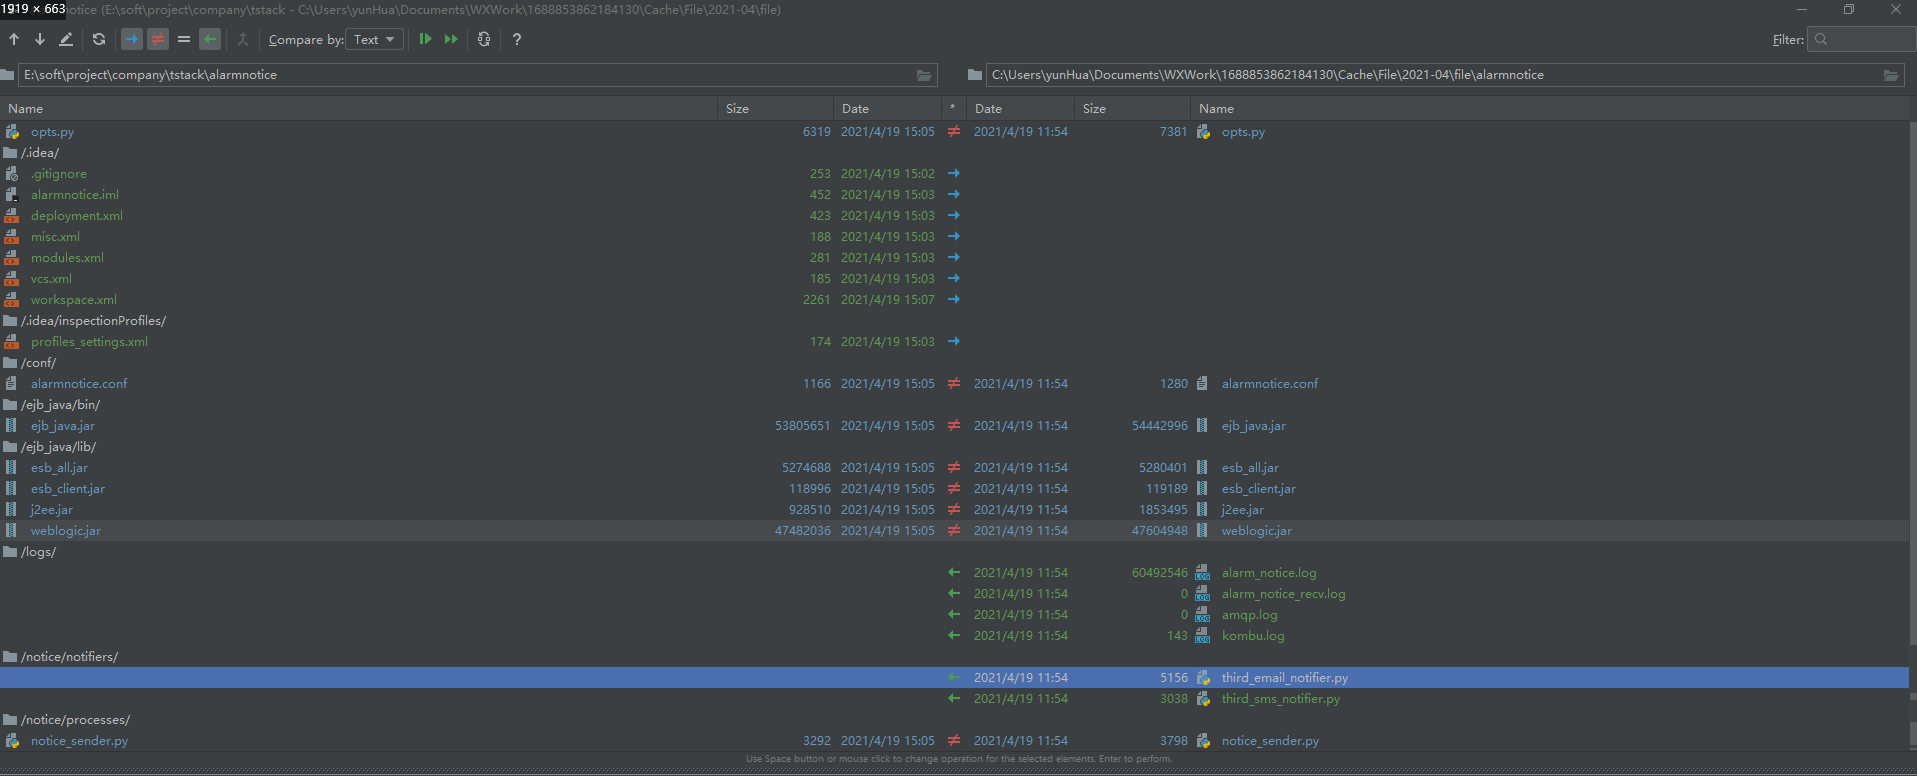 1919 × 663
notice (E:\soft\project\company\tstack - C:\Users\yunHua\Documents\WXWork\1688853862184130\Cache\File\2021-04\file)
Compare by: Text ? Filter:
E:\soft\project\company\tstack\alarmnotice C:\Users\yunHua\Documents\WXWork\1688853862184130\Cache\File\2021-04\file\alarmnotice
Name Size Date * Date Size Name
opts.py 6319 2021/4/19 15:05 ≠ 2021/4/19 11:54 7381 opts.py
/.idea/
.gitignore 253 2021/4/19 15:02 →
alarmnotice.iml 452 2021/4/19 15:03 →
deployment.xml 423 2021/4/19 15:03 →
misc.xml 188 2021/4/19 15:03 →
modules.xml 281 2021/4/19 15:03 →
vcs.xml 185 2021/4/19 15:03 →
workspace.xml 2261 2021/4/19 15:07 →
/.idea/inspectionProfiles/
profiles_settings.xml 174 2021/4/19 15:03 →
/conf/
alarmnotice.conf 1166 2021/4/19 15:05 ≠ 2021/4/19 11:54 1280 alarmnotice.conf
/ejb_java/bin/
ejb_java.jar 53805651 2021/4/19 15:05 ≠ 2021/4/19 11:54 54442996 ejb_java.jar
/ejb_java/lib/
esb_all.jar 5274688 2021/4/19 15:05 ≠ 2021/4/19 11:54 5280401 esb_all.jar
esb_client.jar 118996 2021/4/19 15:05 ≠ 2021/4/19 11:54 119189 esb_client.jar
j2ee.jar 928510 2021/4/19 15:05 ≠ 2021/4/19 11:54 1853495 j2ee.jar
weblogic.jar 47482036 2021/4/19 15:05 ≠ 2021/4/19 11:54 47604948 weblogic.jar
/logs/
← 2021/4/19 11:54 60492546 alarm_notice.log
← 2021/4/19 11:54 0 alarm_notice_recv.log
← 2021/4/19 11:54 0 amqp.log
← 2021/4/19 11:54 143 kombu.log
/notice/notifiers/
← 2021/4/19 11:54 5156 third_email_notifier.py
← 2021/4/19 11:54 3038 third_sms_notifier.py
/notice/processes/
notice_sender.py 3292 2021/4/19 15:05 ≠ 2021/4/19 11:54 3798 notice_sender.py
Use Space button or mouse click to change operation for the selected elements. Enter to perform.